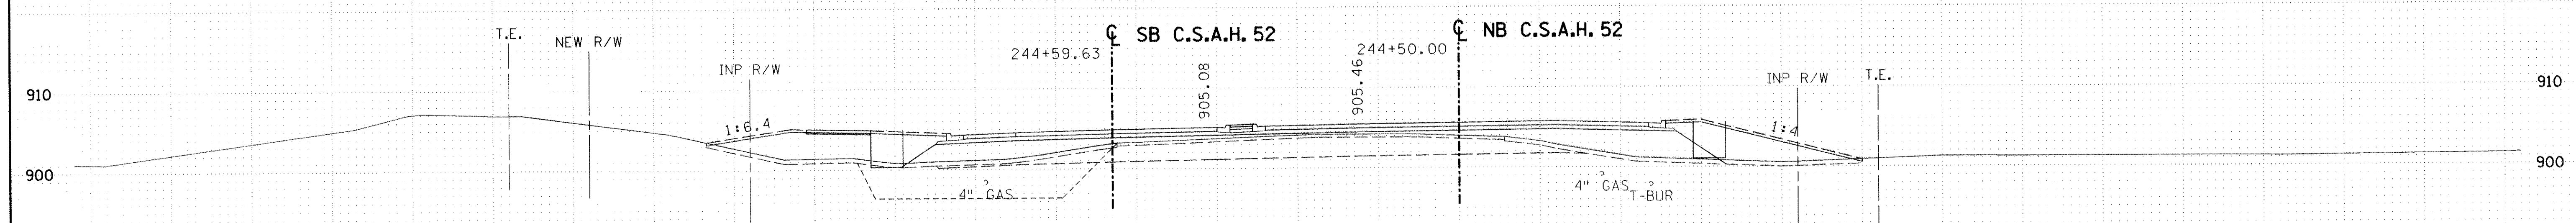 ℄ SB C.S.A.H. 52
℄ NB C.S.A.H. 52
T.E.
NEW R/W
244+59.63
244+50.00
INP R/W
905.08
905.46
INP R/W
T.E.
910
910
1:6.4
1:4
900
900
?
4" GAS
?
4" GAS
?
T-BUR